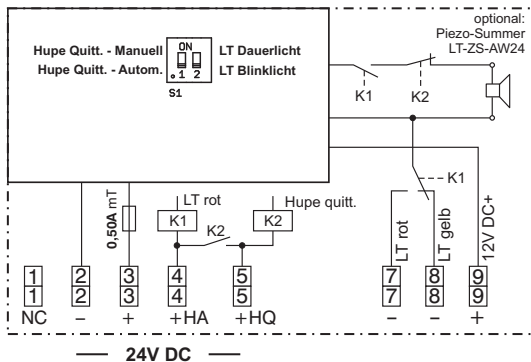 optional:
Piezo-Summer
LT-ZS-AW24
Hupe Quitt. - Manuell
ON
LT Dauerlicht
Hupe Quitt. - Autom.
1 2
LT Blinklicht
S1
K1
K2
K1
0,50A mT
LT rot
Hupe quitt.
K1
K2
K2
LT rot
LT gelb
12V DC+
1 2 3 4 5 7 8 9
1 2 3 4 5 7 8 9
NC − + +HA +HQ − − +
24V DC